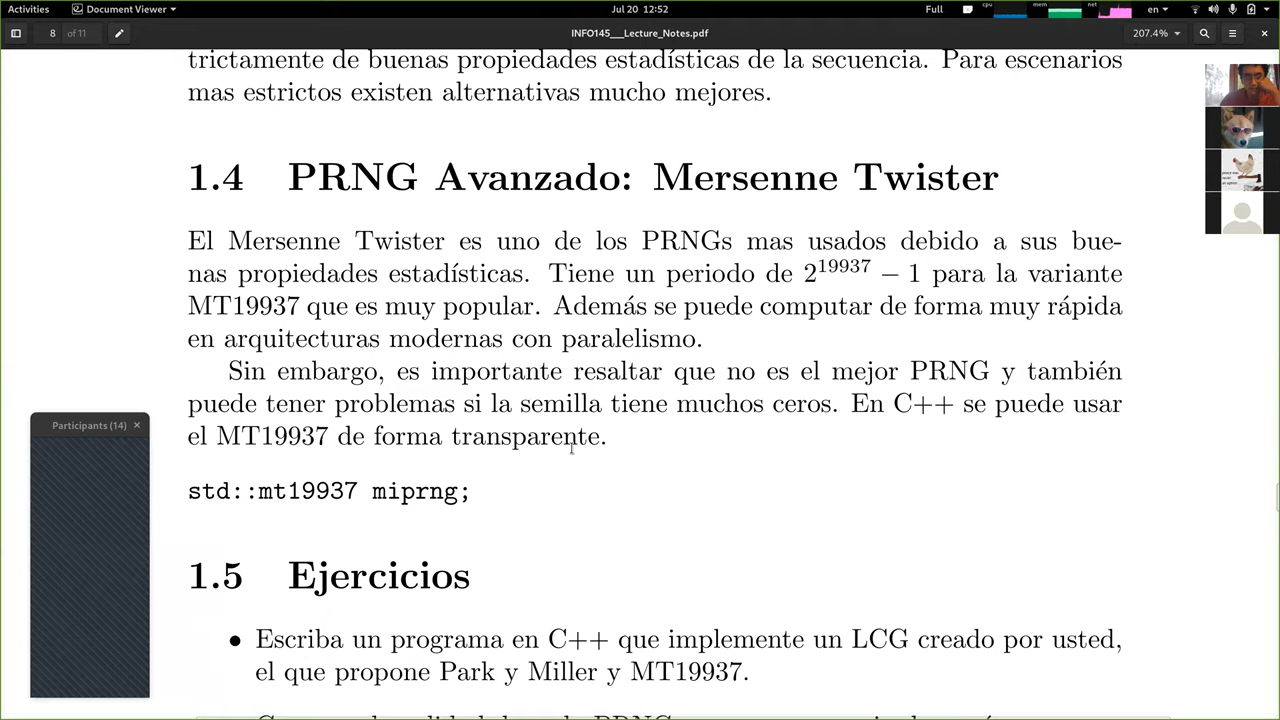 Activities Document Viewer Jul 20 12:52 Full cpu mem net en
8 of 11 INFO145___Lecture_Notes.pdf 207.4%
trictamente de buenas propiedades estadísticas de la secuencia. Para escenarios
mas estrictos existen alternativas mucho mejores.
1.4 PRNG Avanzado: Mersenne Twister
El Mersenne Twister es uno de los PRNGs mas usados debido a sus bue-
nas propiedades estadísticas. Tiene un periodo de 2^19937 − 1 para la variante
MT19937 que es muy popular. Además se puede computar de forma muy rápida
en arquitecturas modernas con paralelismo.
Sin embargo, es importante resaltar que no es el mejor PRNG y también
puede tener problemas si la semilla tiene muchos ceros. En C++ se puede usar
el MT19937 de forma transparente.
Participants (14)
std::mt19937 miprng;
1.5 Ejercicios
• Escriba un programa en C++ que implemente un LCG creado por usted,
el que propone Park y Miller y MT19937.